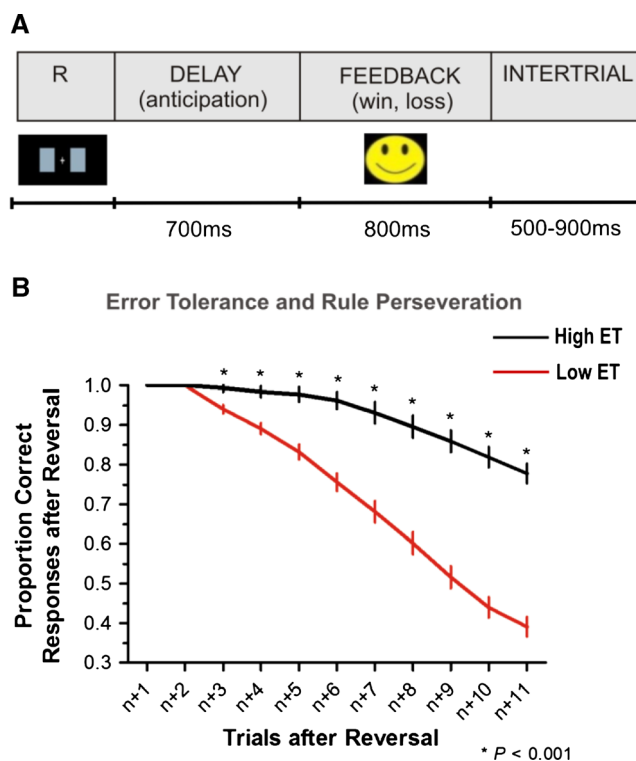 A
R
DELAY
(anticipation)
FEEDBACK
(win, loss)
INTERTRIAL
700ms
800ms
500-900ms
B
Error Tolerance and Rule Perseveration
High ET
Low ET
* * * * * * * * *
1.0
0.9
0.8
0.7
0.6
0.5
0.4
0.3
Proportion Correct
Responses after Reversal
n+1 n+2 n+3 n+4 n+5 n+6 n+7 n+8 n+9 n+10 n+11
Trials after Reversal
* P < 0.001